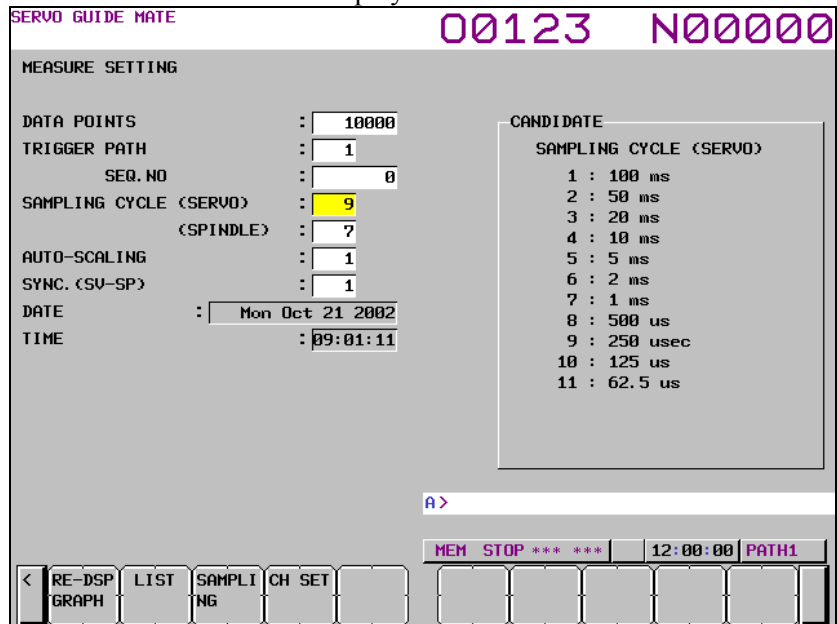 SERVO GUIDE MATE
O0123 N00000
MEASURE SETTING
DATA POINTS : 10000
TRIGGER PATH : 1
SEQ.NO : 0
SAMPLING CYCLE (SERVO) : 9
(SPINDLE) : 7
AUTO-SCALING : 1
SYNC.(SV-SP) : 1
DATE : Mon Oct 21 2002
TIME : 09:01:11
CANDIDATE
SAMPLING CYCLE (SERVO)
1 : 100 ms
2 : 50 ms
3 : 20 ms
4 : 10 ms
5 : 5 ms
6 : 2 ms
7 : 1 ms
8 : 500 us
9 : 250 usec
10 : 125 us
11 : 62.5 us
A>
MEM STOP *** *** 12:00:00 PATH1
< RE-DSP LIST SAMPLI CH SET
GRAPH NG